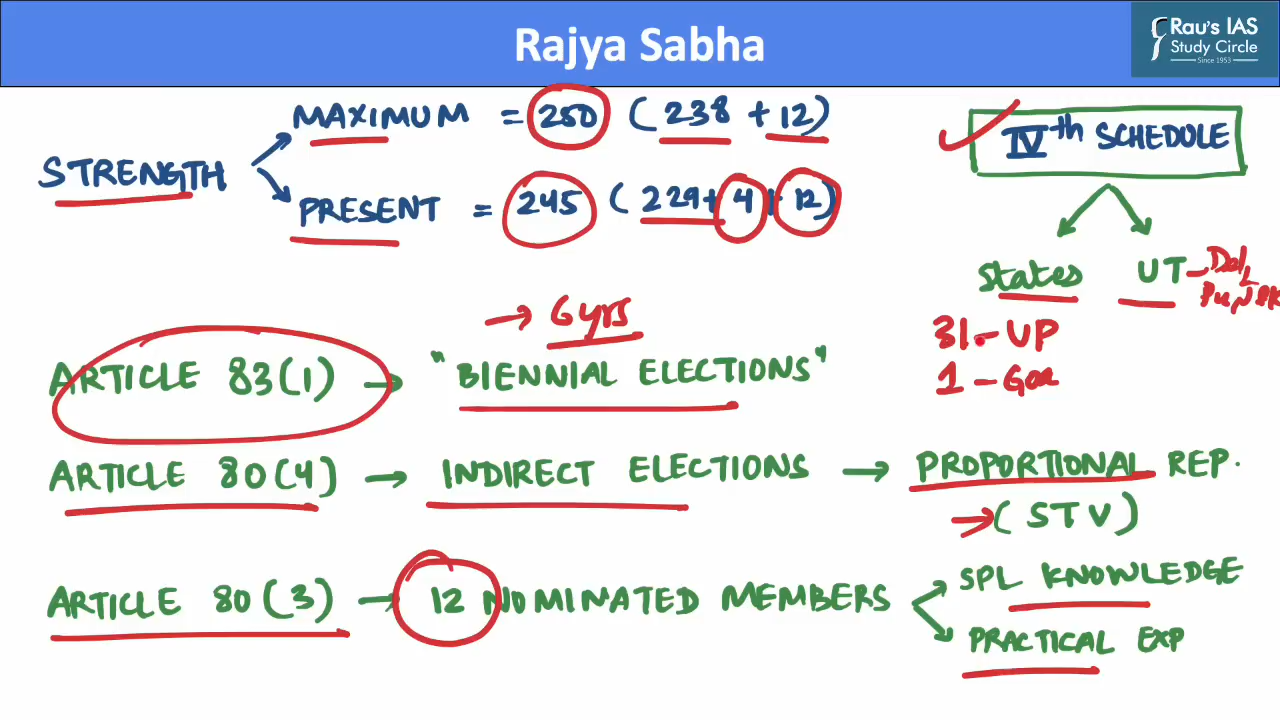 Rajya Sabha
Rau's IAS
Study Circle
Since 1953
STRENGTH
MAXIMUM = 250 (238 + 12)
PRESENT = 245 (229+ 4 + 12)
IVth SCHEDULE
States
UT - Del,
31 - UP
1 - Goa
→ 6 yrs
ARTICLE 83(1) → "BIENNIAL ELECTIONS"
ARTICLE 80(4) → INDIRECT ELECTIONS → PROPORTIONAL REP.
→ (STV)
ARTICLE 80(3) → 12 NOMINATED MEMBERS
SPL KNOWLEDGE
PRACTICAL EXP